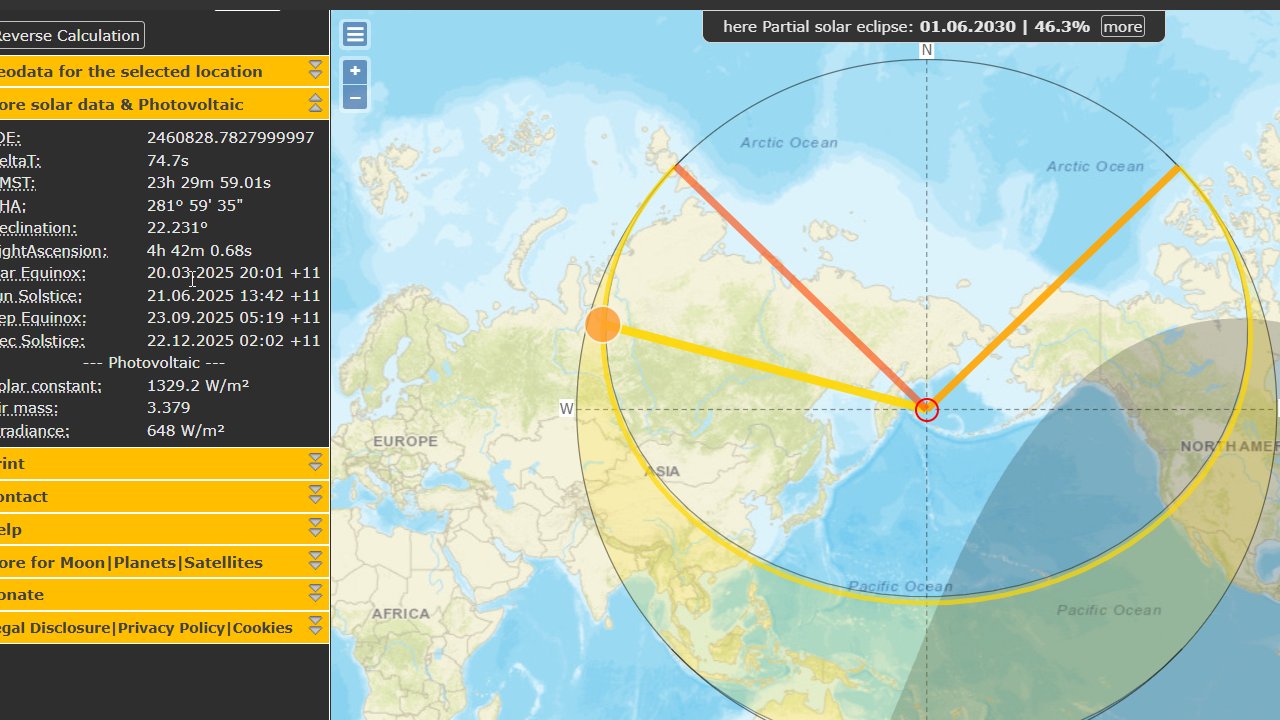 Reverse Calculation
eodata for the selected location
ore solar data & Photovoltaic
DE: 2460828.7827999997
eltaT: 74.7s
MST: 23h 29m 59.01s
HA: 281° 59' 35"
eclination: 22.231°
ightAscension: 4h 42m 0.68s
ar Equinox: 20.03.2025 20:01 +11
un Solstice: 21.06.2025 13:42 +11
ep Equinox: 23.09.2025 05:19 +11
ec Solstice: 22.12.2025 02:02 +11
--- Photovoltaic ---
olar constant: 1329.2 W/m²
ir mass: 3.379
radiance: 648 W/m²
rint
ontact
elp
ore for Moon|Planets|Satellites
onate
egal Disclosure|Privacy Policy|Cookies
here Partial solar eclipse: 01.06.2030 | 46.3% more
+
−
N
Arctic Ocean
Arctic Ocean
W
EUROPE
ASIA
NORTH AMER
AFRICA
Pacific Ocean
Pacific Ocean